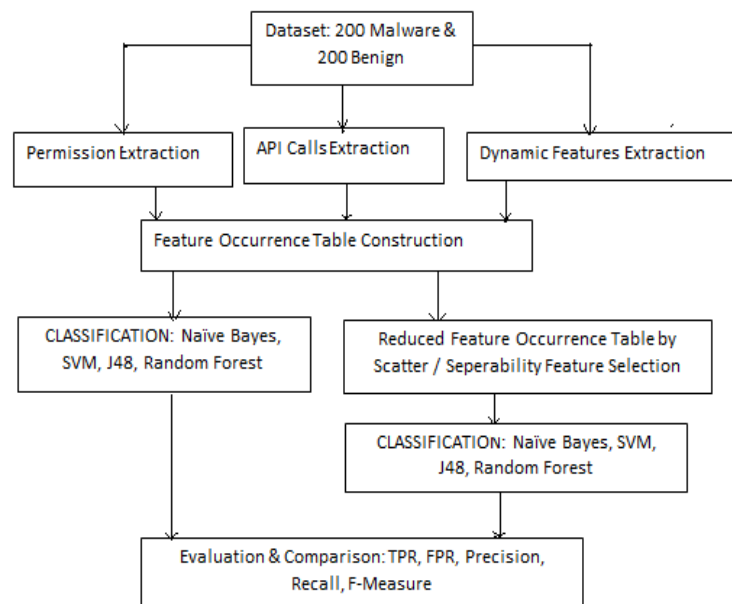 Dataset: 200 Malware &
200 Benign
Permission Extraction
API Calls Extraction
Dynamic Features Extraction
Feature Occurrence Table Construction
CLASSIFICATION: Naïve Bayes,
SVM, J48, Random Forest
Reduced Feature Occurrence Table by
Scatter / Seperability Feature Selection
CLASSIFICATION: Naïve Bayes, SVM,
J48, Random Forest
Evaluation & Comparison: TPR, FPR, Precision,
Recall, F-Measure